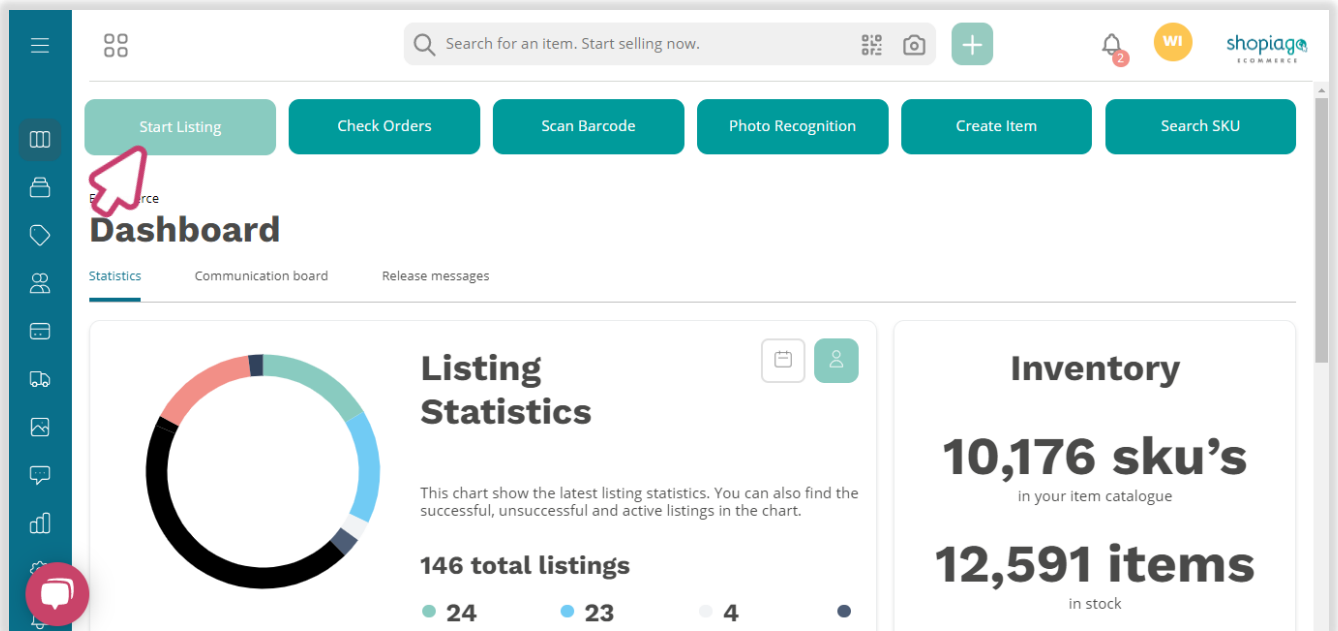 Search for an item. Start selling now.
2
WI
shopiago
ECOMMERCE
Start Listing
Check Orders
Scan Barcode
Photo Recognition
Create Item
Search SKU
Dashboard
Statistics
Communication board
Release messages
Listing
Statistics
This chart show the latest listing statistics. You can also find the
successful, unsuccessful and active listings in the chart.
146 total listings
24
23
4
Inventory
10,176 sku’s
in your item catalogue
12,591 items
in stock